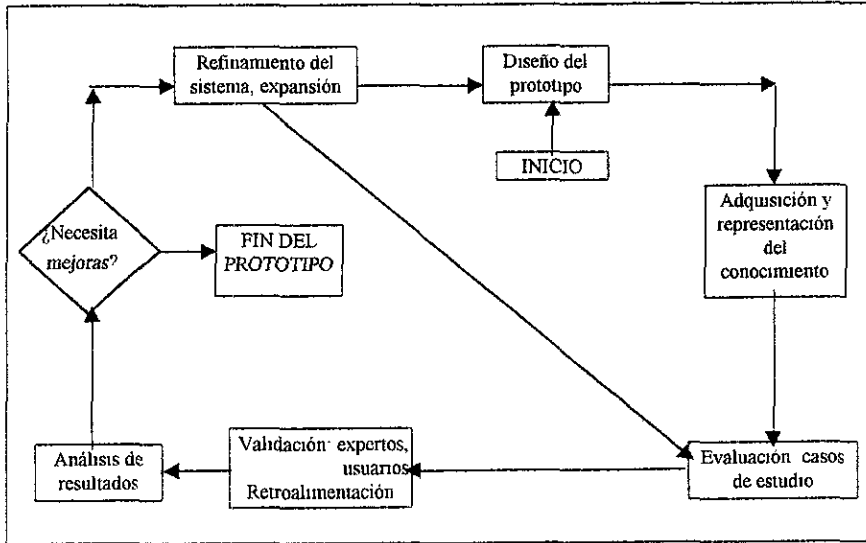 Refinamiento del
sistema, expansión
Diseño del
prototipo
INICIO
¿Necesita
mejoras?
FIN DEL
PROTOTIPO
Adquisición y
representación
del
conocimiento
Análisis de
resultados
Validación: expertos,
usuarios
Retroalimentación
Evaluación casos
de estudio